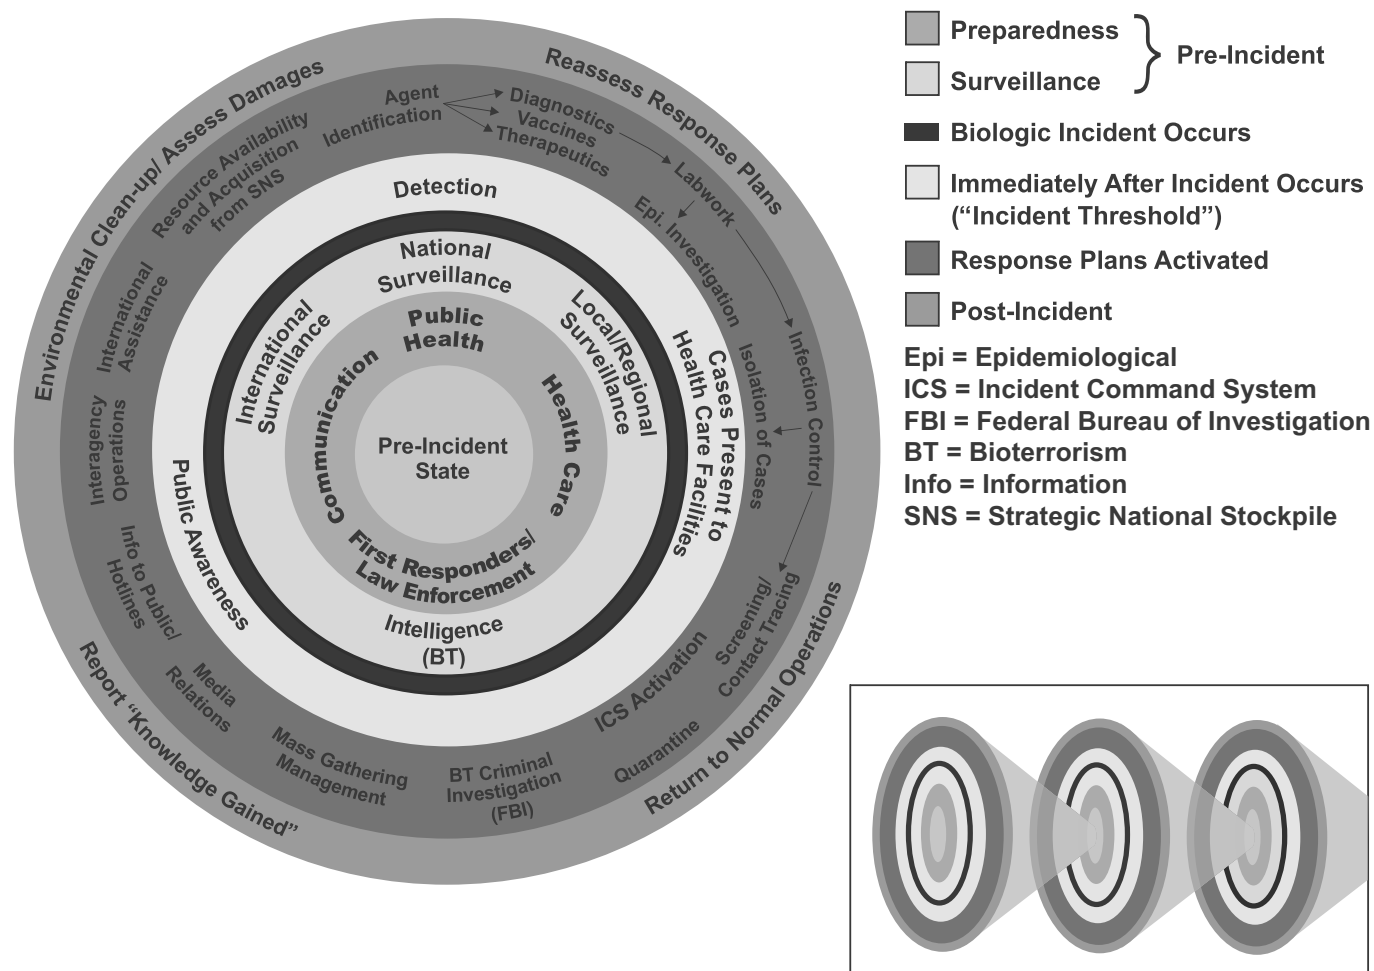 Reassess Response Plans
Environmental Clean-up/ Assess Damages
Report “Knowledge Gained”
Return to Normal Operations
Agent
Identification
Diagnostics
Vaccines
Therapeutics
Labwork
Epi. Investigation
Infection Control
Isolation of Cases
Screening/
Contact Tracing
ICS Activation
Quarantine
BT Criminal
Investigation
(FBI)
Mass Gathering
Management
Media
Relations
Info to Public/
Hotlines
Interagency
Operations
International
Assistance
Resource Availability
and Acquisition
from SNS
Detection
Cases Present to
Health Care Facilities
Public Awareness
National
Surveillance
Local/Regional
Surveillance
Intelligence
(BT)
International
Surveillance
Public
Health
Health Care
First Responders/
Law Enforcement
Communication
Pre-Incident
State
Preparedness
Surveillance
Pre-Incident
Biologic Incident Occurs
Immediately After Incident Occurs
(“Incident Threshold”)
Response Plans Activated
Post-Incident
Epi = Epidemiological
ICS = Incident Command System
FBI = Federal Bureau of Investigation
BT = Bioterrorism
Info = Information
SNS = Strategic National Stockpile